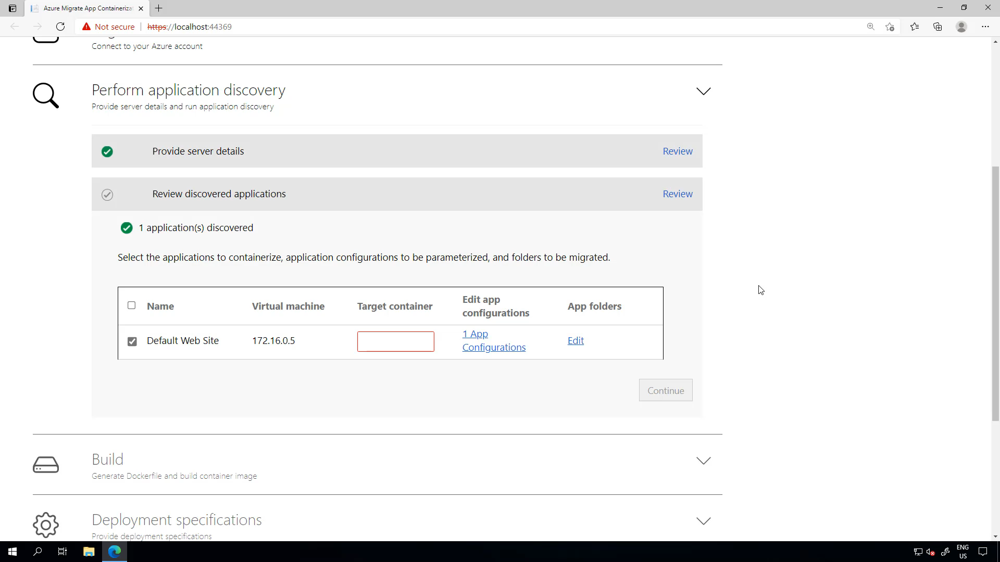 Azure Migrate App Containeriza
Not secure
https://localhost:44369
Connect to your Azure account
Perform application discovery
Provide server details and run application discovery
Provide server details
Review
Review discovered applications
Review
1 application(s) discovered
Select the applications to containerize, application configurations to be parameterized, and folders to be migrated.
Name
Virtual machine
Target container
Edit app
configurations
App folders
Default Web Site
172.16.0.5
1 App
Configurations
Edit
Continue
Build
Generate Dockerfile and build container image
Deployment specifications
Provide deployment specifications
ENG
US